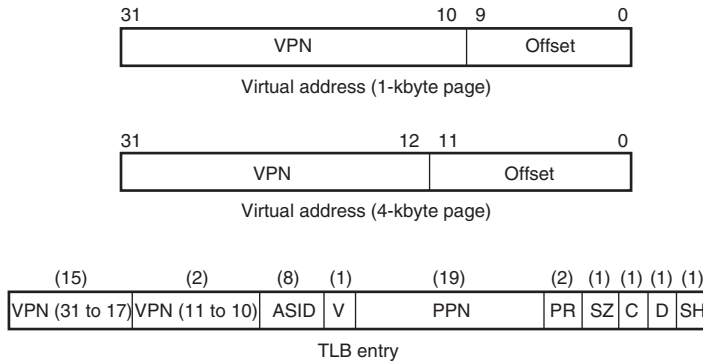 31 10 9 0
VPN Offset
Virtual address (1-kbyte page)
31 12 11 0
VPN Offset
Virtual address (4-kbyte page)
(15) (2) (8) (1) (19) (2) (1) (1) (1) (1)
VPN (31 to 17) VPN (11 to 10) ASID V PPN PR SZ C D SH
TLB entry